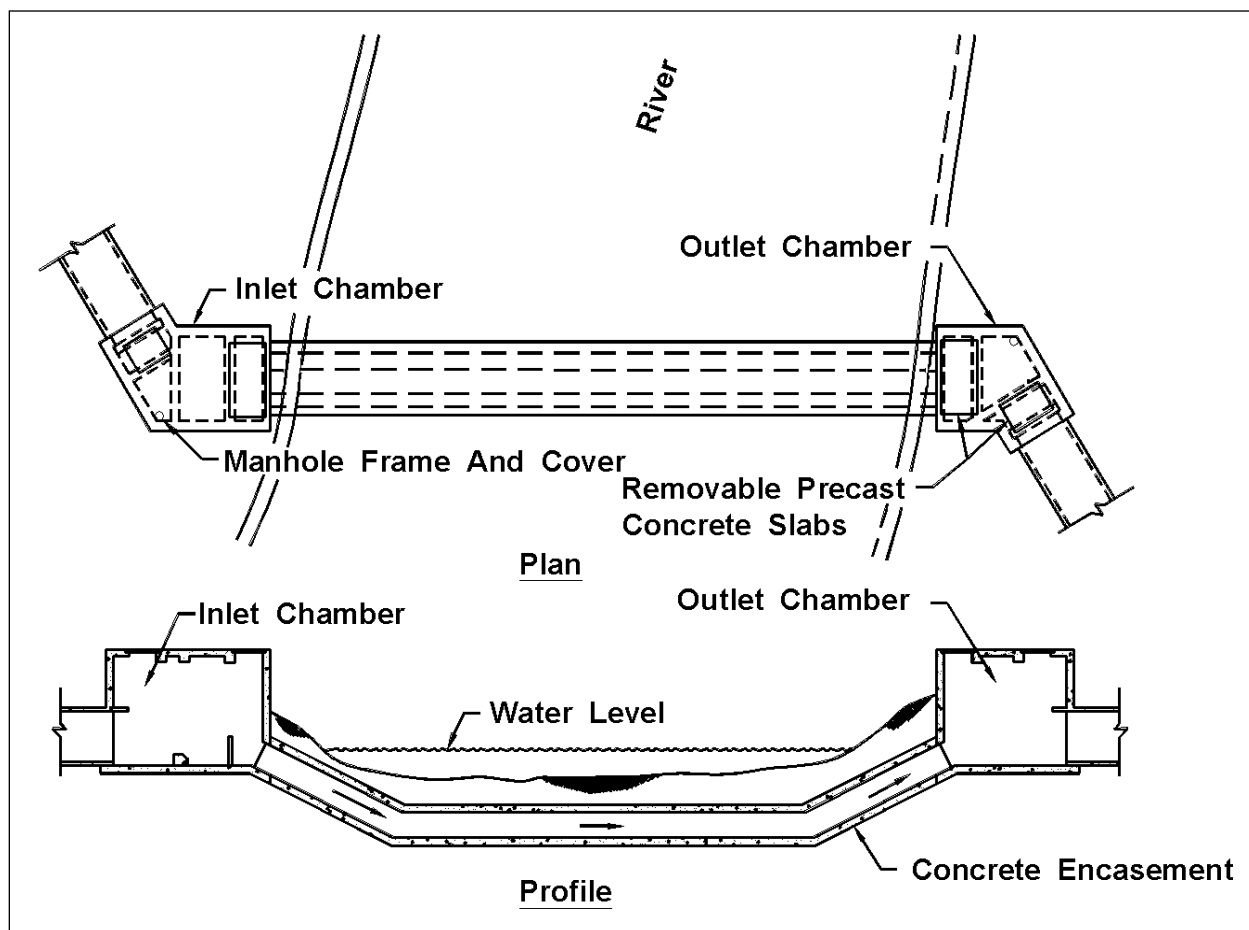 River
Outlet Chamber
Inlet Chamber
Manhole Frame And Cover
Removable Precast
Concrete Slabs
Plan
Inlet Chamber
Outlet Chamber
Water Level
Concrete Encasement
Profile